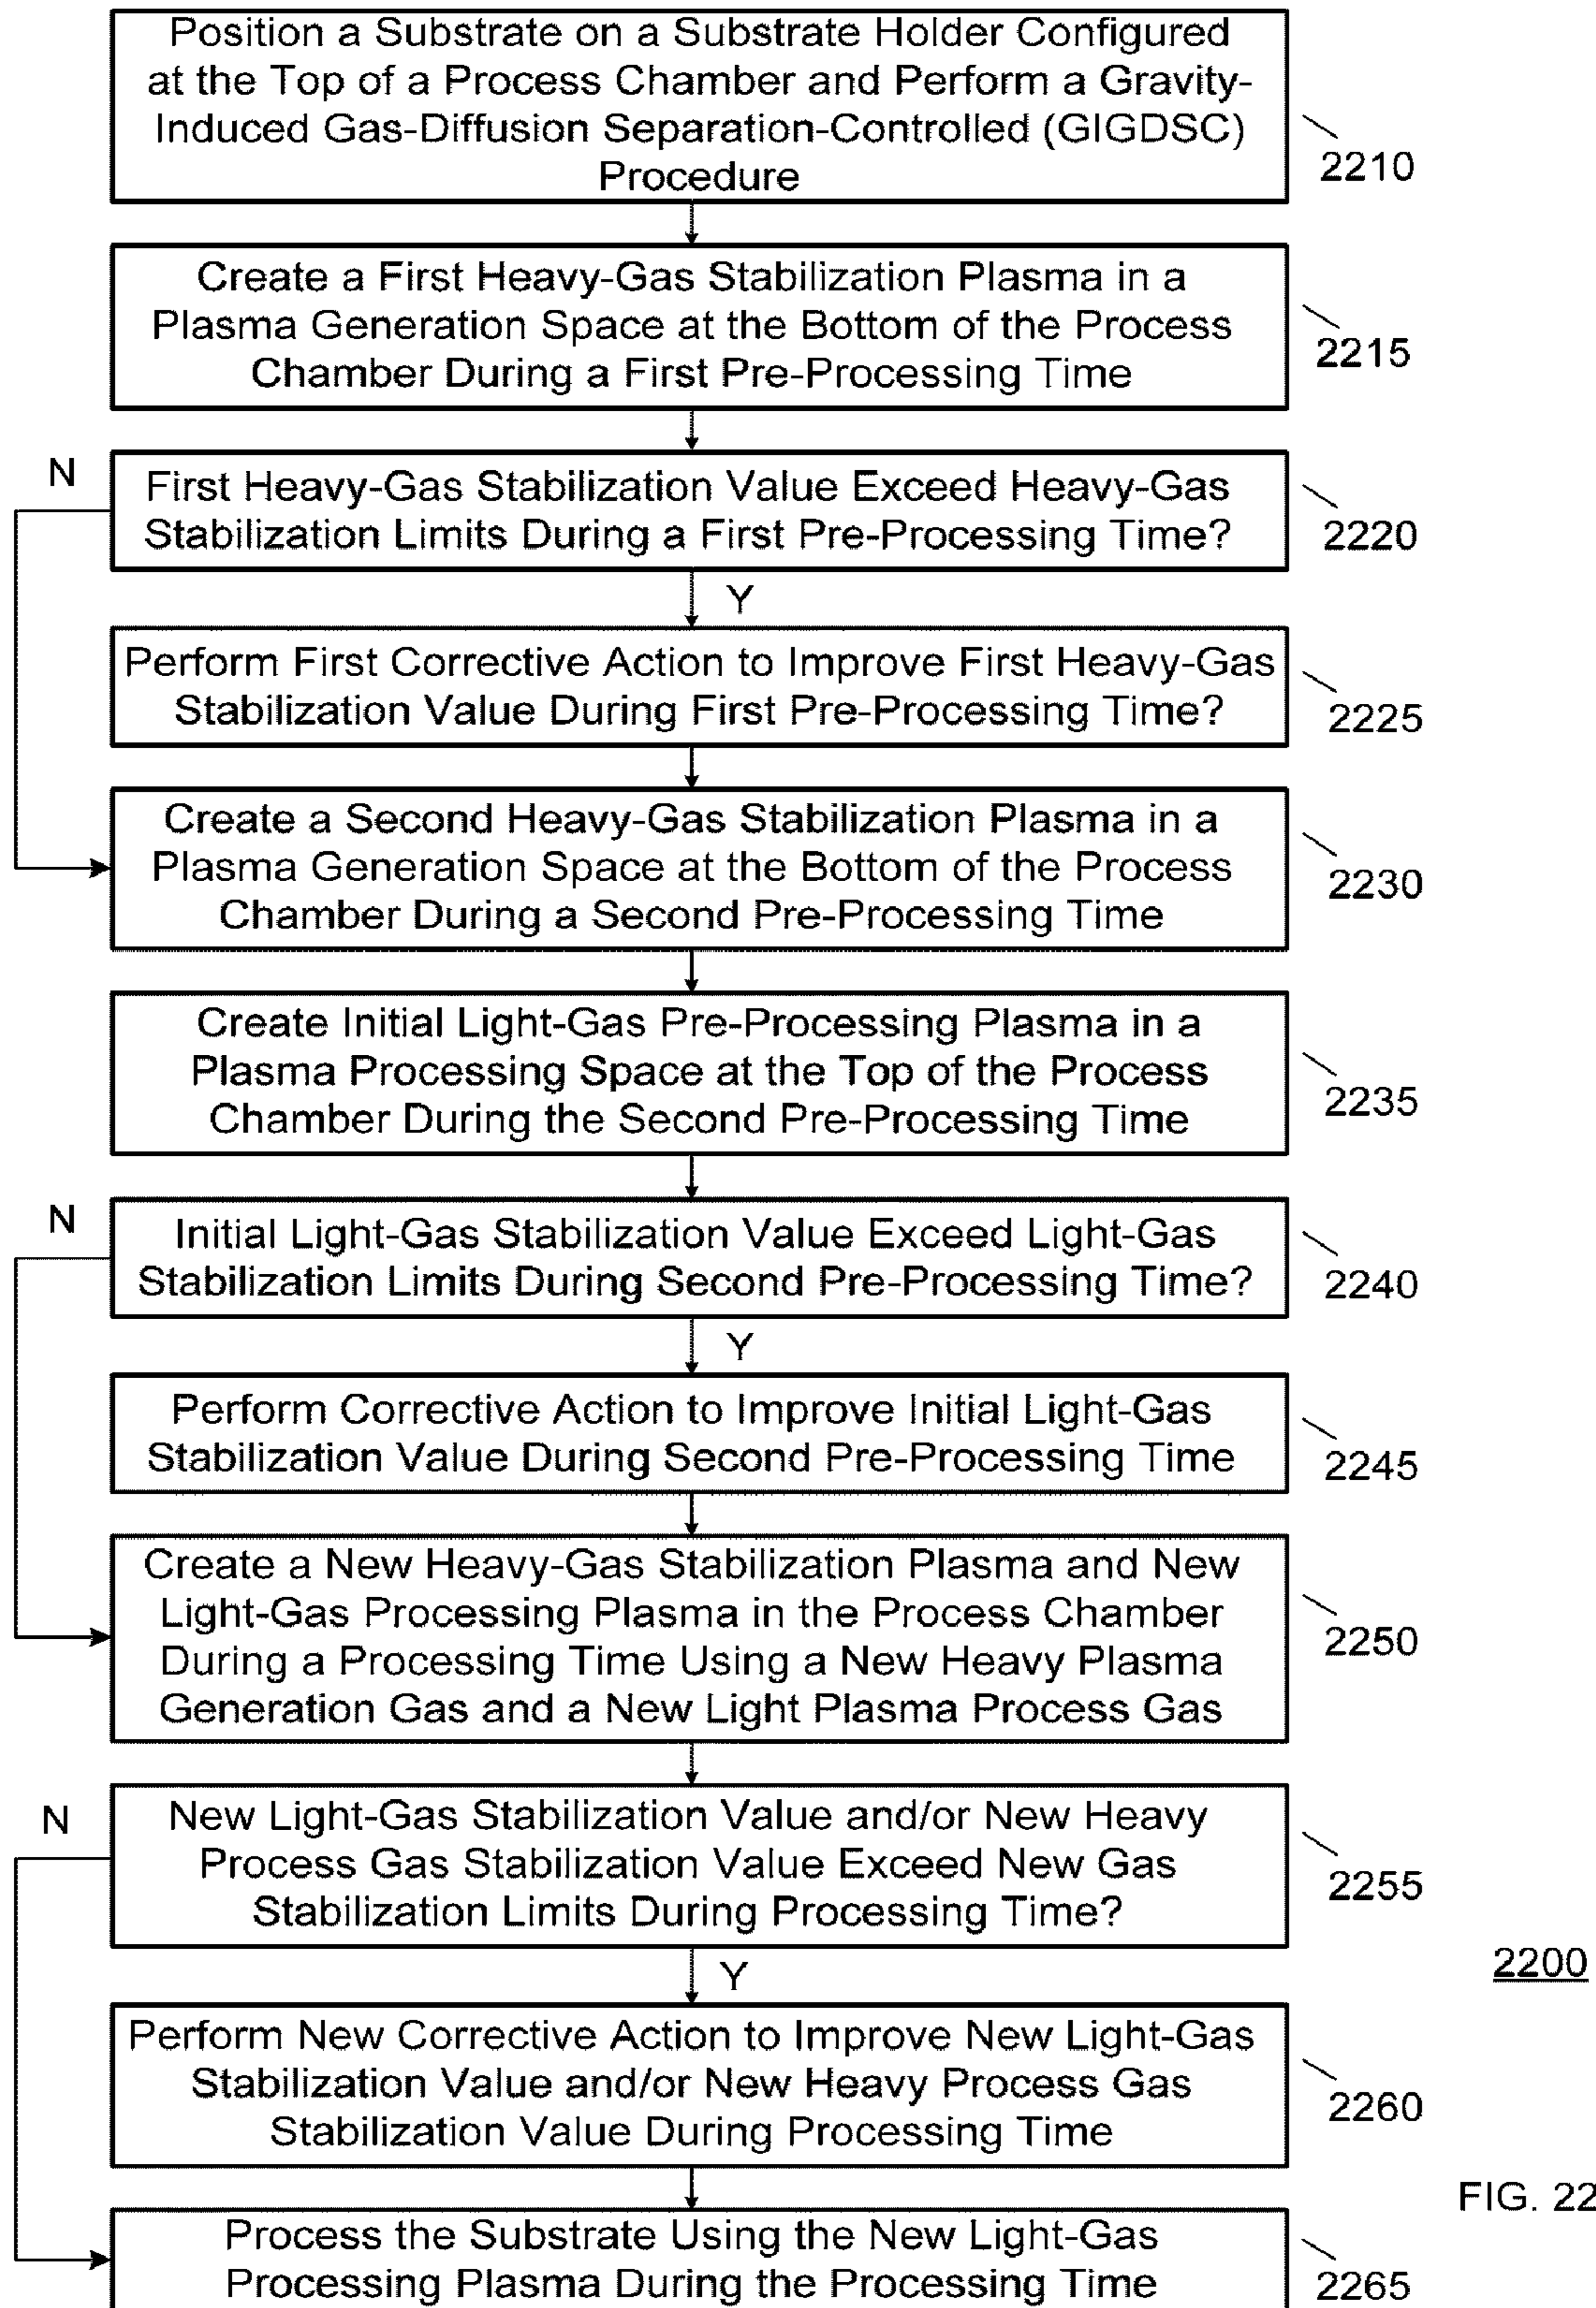 Position a Substrate on a Substrate Holder Configured
at the Top of a Process Chamber and Perform a Gravity-
Induced Gas-Diffusion Separation-Controlled (GIGDSC)
Procedure
2210
Create a First Heavy-Gas Stabilization Plasma in a
Plasma Generation Space at the Bottom of the Process
Chamber During a First Pre-Processing Time
2215
N
First Heavy-Gas Stabilization Value Exceed Heavy-Gas
Stabilization Limits During a First Pre-Processing Time?
2220
Y
Perform First Corrective Action to Improve First Heavy-Gas
Stabilization Value During First Pre-Processing Time?
2225
Create a Second Heavy-Gas Stabilization Plasma in a
Plasma Generation Space at the Bottom of the Process
Chamber During a Second Pre-Processing Time
2230
Create Initial Light-Gas Pre-Processing Plasma in a
Plasma Processing Space at the Top of the Process
Chamber During the Second Pre-Processing Time
2235
N
Initial Light-Gas Stabilization Value Exceed Light-Gas
Stabilization Limits During Second Pre-Processing Time?
2240
Y
Perform Corrective Action to Improve Initial Light-Gas
Stabilization Value During Second Pre-Processing Time
2245
Create a New Heavy-Gas Stabilization Plasma and New
Light-Gas Processing Plasma in the Process Chamber
During a Processing Time Using a New Heavy Plasma
Generation Gas and a New Light Plasma Process Gas
2250
N
New Light-Gas Stabilization Value and/or New Heavy
Process Gas Stabilization Value Exceed New Gas
Stabilization Limits During Processing Time?
2255
Y
2200
Perform New Corrective Action to Improve New Light-Gas
Stabilization Value and/or New Heavy Process Gas
Stabilization Value During Processing Time
2260
FIG. 22
Process the Substrate Using the New Light-Gas
Processing Plasma During the Processing Time
2265